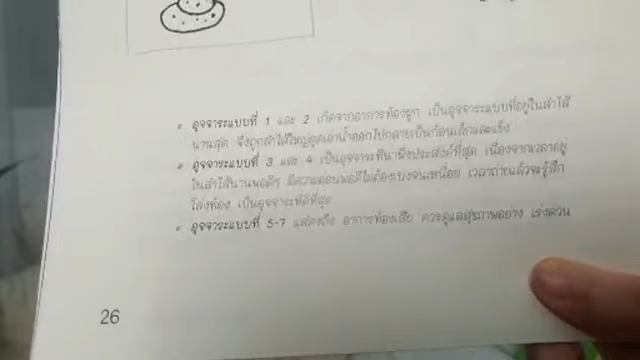 • อุจจาระแบบที่ 1 และ 2 เกิดจากอาการท้องผูก เป็นอุจจาระแบบที่อยู่ในลำไส้
นานสุด จึงถูกลำไส้ใหญ่ดูดเอาน้ำออกไปกลายเป็นก้อนเล็กและแข็ง
• อุจจาระแบบที่ 3 และ 4 เป็นอุจจาระที่น่าพึงประสงค์ที่สุด เนื่องจากเวลาอยู่
ในลำไส้นานพอดีๆ มีความอ่อนพอดีไม่ต้องเบ่งจนเหนื่อย เวลาถ่ายแล้วจะรู้สึก
โล่งท้อง เป็นอุจจาระที่ดีที่สุด
• อุจจาระแบบที่ 5-7 แสดงถึง อาการท้องเสีย ควรดูแลสุขภาพอย่าง เร่งด่วน
26